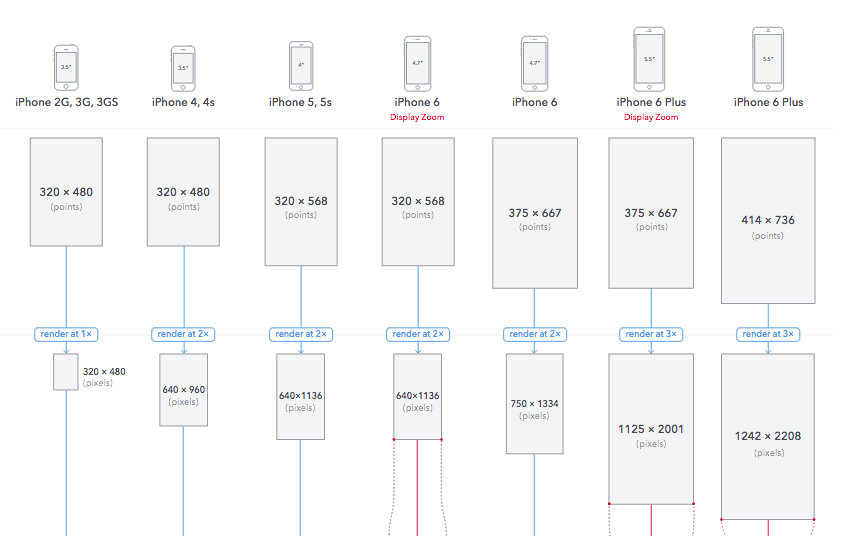 3.5"
3.5"
4"
4.7"
4.7"
5.5"
5.5"
iPhone 2G, 3G, 3GS
iPhone 4, 4s
iPhone 5, 5s
iPhone 6
Display Zoom
iPhone 6
iPhone 6 Plus
Display Zoom
iPhone 6 Plus
320 × 480
(points)
320 × 480
(points)
320 × 568
(points)
320 × 568
(points)
375 × 667
(points)
375 × 667
(points)
414 × 736
(points)
render at 1×
render at 2×
render at 2×
render at 2×
render at 2×
render at 3×
render at 3×
320 × 480
(pixels)
640 × 960
(pixels)
640×1136
(pixels)
640×1136
(pixels)
750 × 1334
(pixels)
1125 × 2001
(pixels)
1242 × 2208
(pixels)